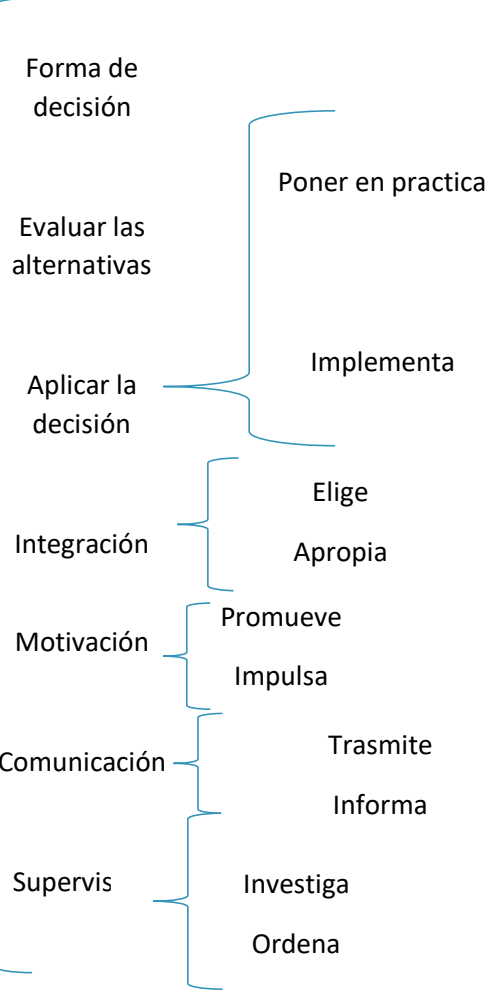 Forma de
decisión
Poner en practica
Evaluar las
alternativas
Implementa
Aplicar la
decisión
Elige
Integración
Apropia
Promueve
Motivación
Impulsa
Trasmite
Comunicación
Informa
Supervis
Investiga
Ordena